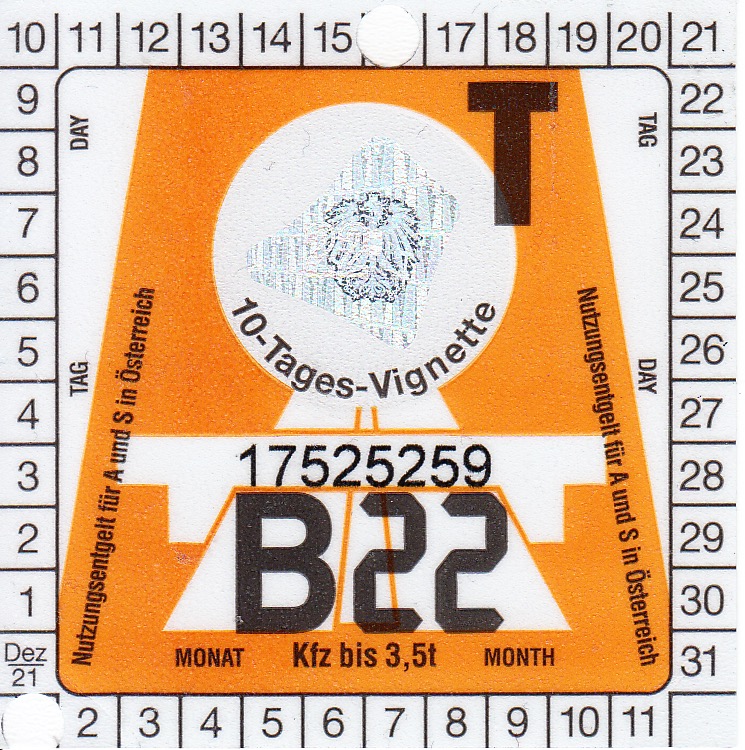 10 11 12 13 14 15 17 18 19 20 21
9 22
8 23
7 24
6 25
5 26
4 27
3 28
2 29
1 30
Dez
21
31
2 3 4 5 6 7 8 9 10 11
DAY
TAG
T
10-Tages-Vignette
TAG
DAY
Nutzungsentgelt für A und S in Österreich
Nutzungsentgelt für A und S in Österreich
17525259
B22
MONAT Kfz bis 3,5t MONTH